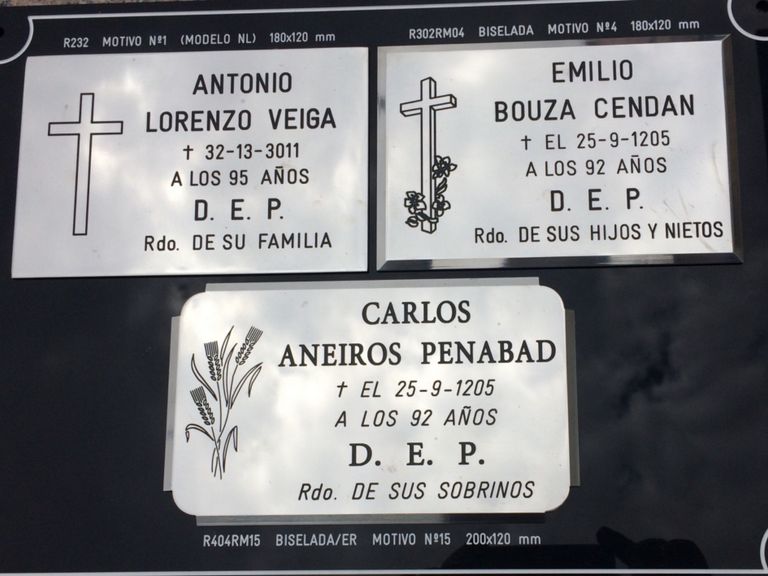 R232 MOTIVO Nº1 (MODELO NL) 180x120 mm
ANTONIO
LORENZO VEIGA
† 32-13-3011
A LOS 95 AÑOS
D. E. P.
Rdo. DE SU FAMILIA
R302RM04 BISELADA MOTIVO Nº4 180x120 mm
EMILIO
BOUZA CENDAN
† EL 25-9-1205
A LOS 92 AÑOS
D. E. P.
Rdo. DE SUS HIJOS Y NIETOS
CARLOS
ANEIROS PENABAD
† EL 25-9-1205
A LOS 92 AÑOS
D. E. P.
Rdo. DE SUS SOBRINOS
R404RM15 BISELADA/ER MOTIVO Nº15 200x120 mm